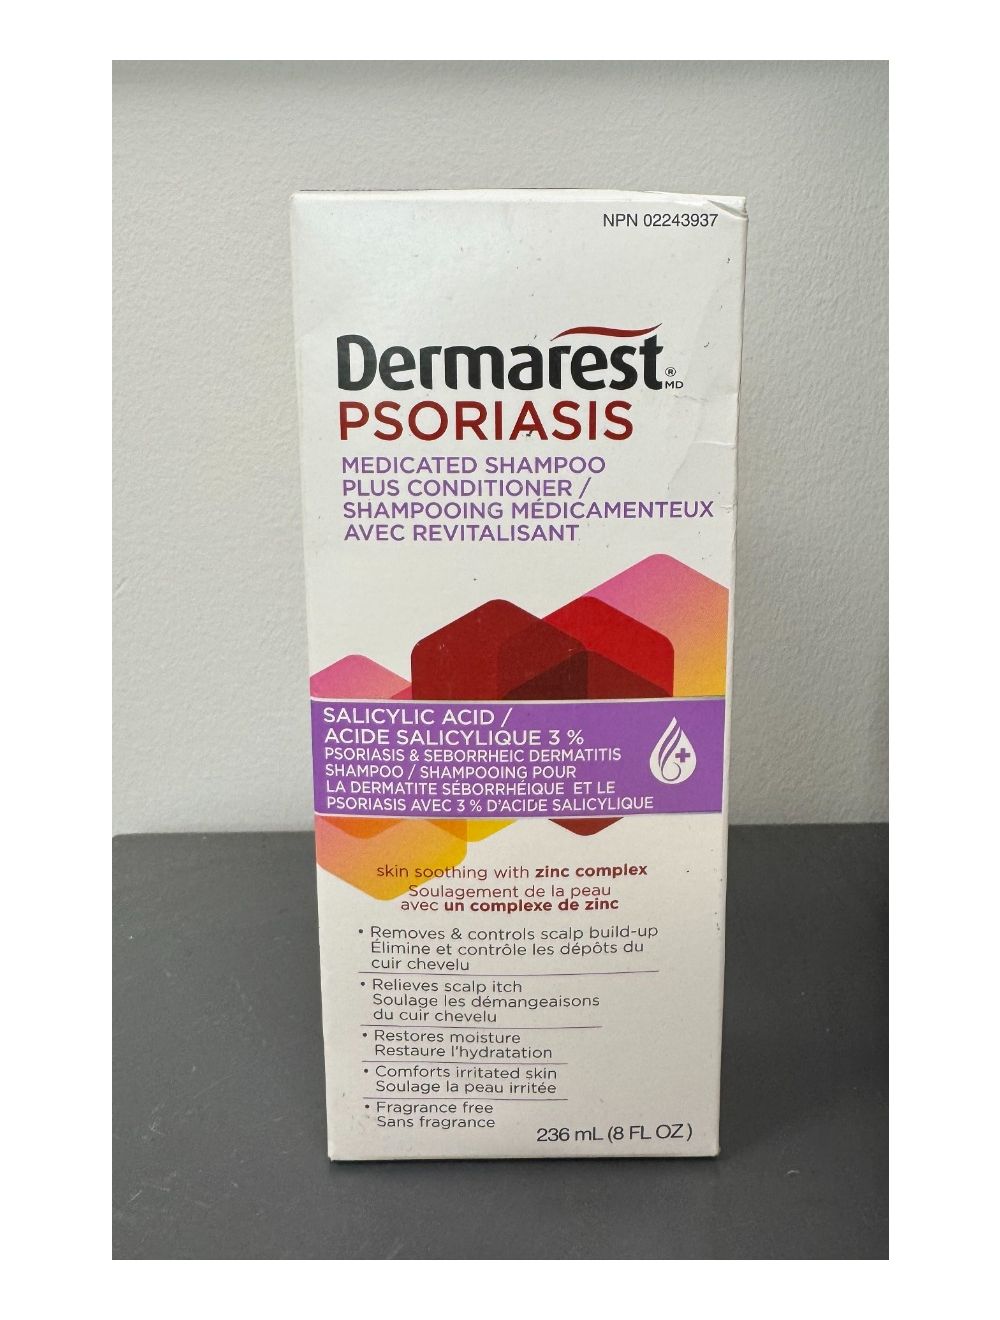 NPN 02243937
Dermarest®
MD
PSORIASIS
MEDICATED SHAMPOO
PLUS CONDITIONER /
SHAMPOOING MÉDICAMENTEUX
AVEC REVITALISANT
SALICYLIC ACID /
ACIDE SALICYLIQUE 3 %
PSORIASIS & SEBORRHEIC DERMATITIS
SHAMPOO / SHAMPOOING POUR
LA DERMATITE SÉBORRHÉIQUE ET LE
PSORIASIS AVEC 3 % D'ACIDE SALICYLIQUE
skin soothing with zinc complex
Soulagement de la peau
avec un complexe de zinc
• Removes & controls scalp build-up
Élimine et contrôle les dépôts du
cuir chevelu
• Relieves scalp itch
Soulage les démangeaisons
du cuir chevelu
• Restores moisture
Restaure l'hydratation
• Comforts irritated skin
Soulage la peau irritée
• Fragrance free
Sans fragrance
236 mL (8 FL OZ)